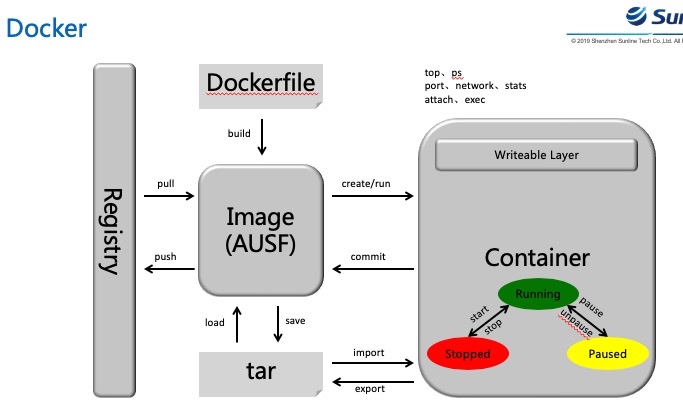 Docker
© 2019 Shenzhen Sunline Tech Co.,Ltd. All
Dockerfile
top、ps
port、network、stats
attach、exec
build
Writeable Layer
Registry
pull
Image
(AUSF)
create/run
push
commit
Container
Running
start
stop
pause
unpause
load
save
Stopped
Paused
tar
import
export